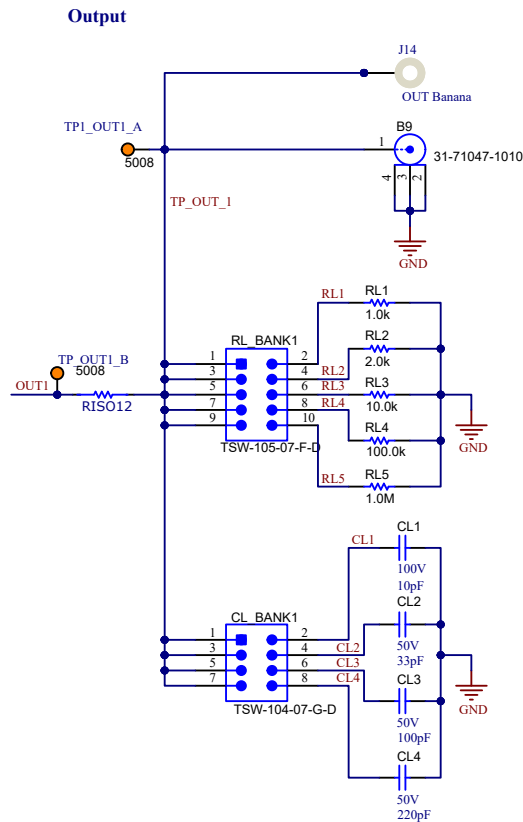 Output
J14
OUT Banana
TP1_OUT1_A
5008
B9
1
31-71047-1010
4 3 2
GND
TP_OUT_1
RL1
RL1
1.0k
RL_BANK1
RL2
2.0k
TP_OUT1_B
5008
OUT1
RISO12
1 2
3 4
5 6
7 8
9 10
RL2
RL3
RL4
RL3
10.0k
RL4
100.0k
GND
TSW-105-07-F-D
RL5
RL5
1.0M
CL1
CL1
100V
10pF
CL_BANK1
CL2
50V
33pF
1 2
3 4
5 6
7 8
CL2
CL3
CL4
CL3
50V
100pF
GND
TSW-104-07-G-D
CL4
50V
220pF